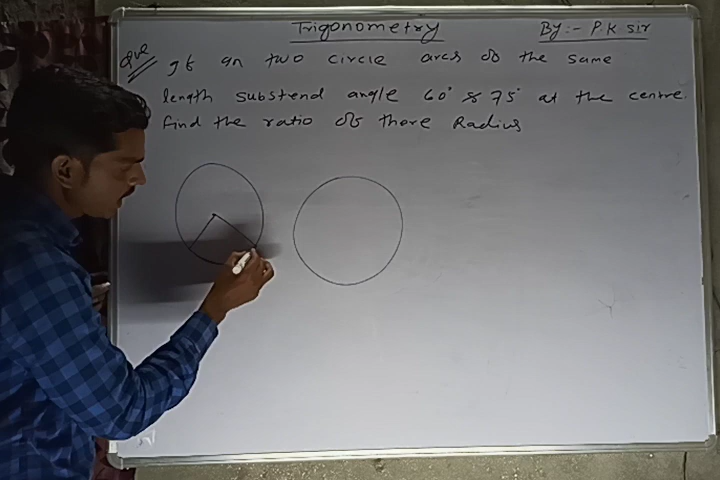 Trigonometry By:- P.K sir
Que If in two circle arcs of the same
length substend angle 60° & 75° at the centre.
find the ratio of there Radius